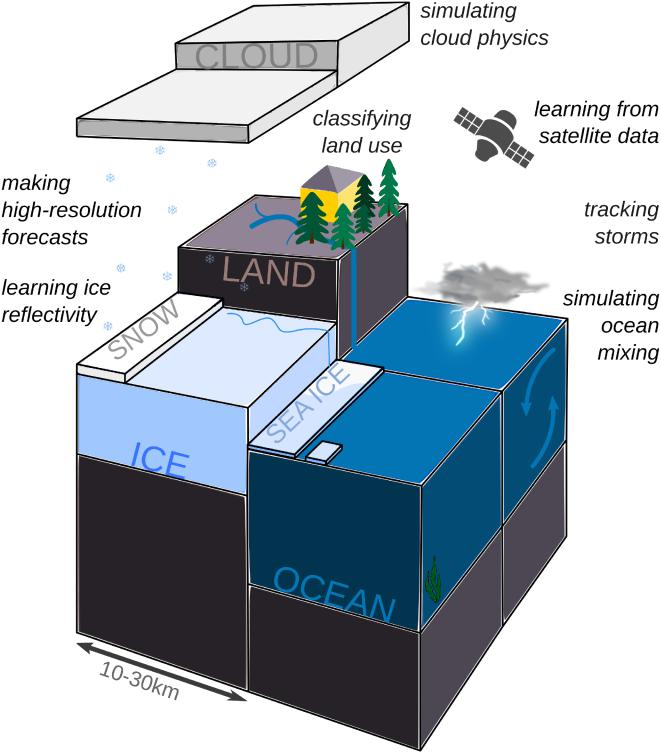 simulating
cloud physics
CLOUD
classifying
land use
learning from
satellite data
making
high-resolution
forecasts
tracking
storms
LAND
learning ice
reflectivity
simulating
ocean
mixing
SNOW
SEA ICE
ICE
OCEAN
10-30km